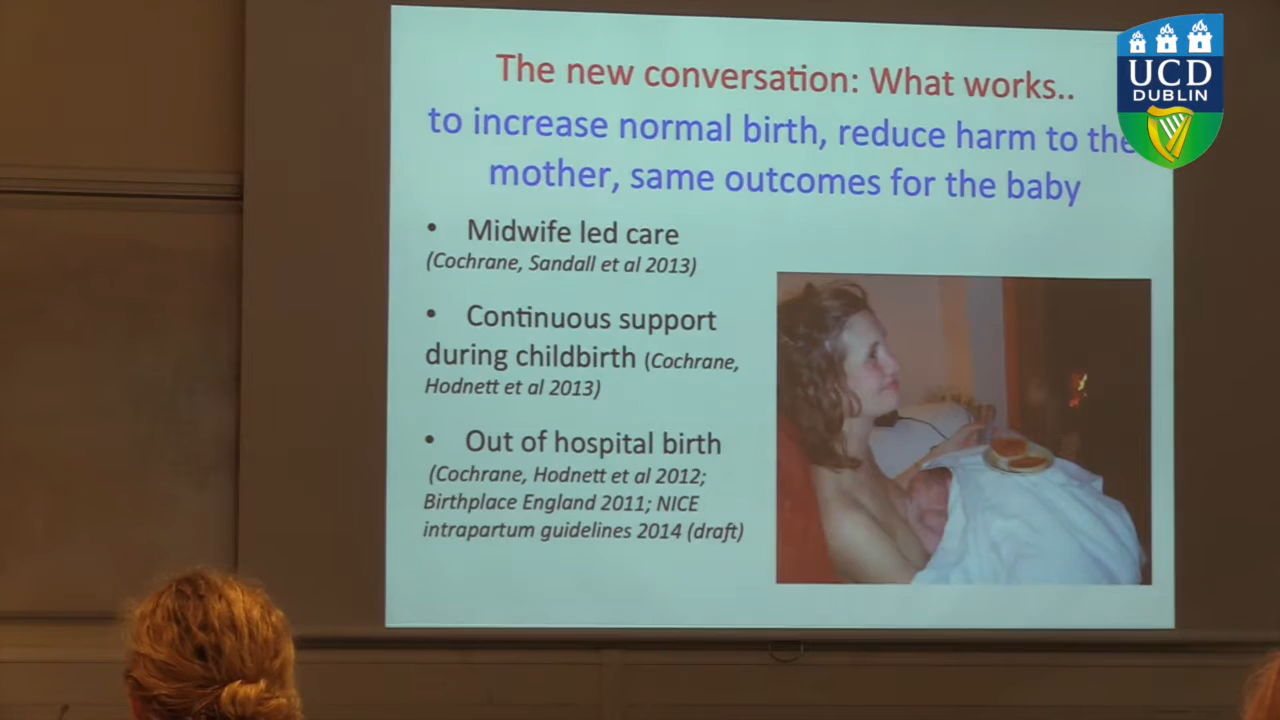 The new conversation: What works..
to increase normal birth, reduce harm to the
mother, same outcomes for the baby
• Midwife led care
(Cochrane, Sandall et al 2013)
• Continuous support
during childbirth (Cochrane,
Hodnett et al 2013)
• Out of hospital birth
(Cochrane, Hodnett et al 2012;
Birthplace England 2011; NICE
intrapartum guidelines 2014 (draft)
UCD
DUBLIN